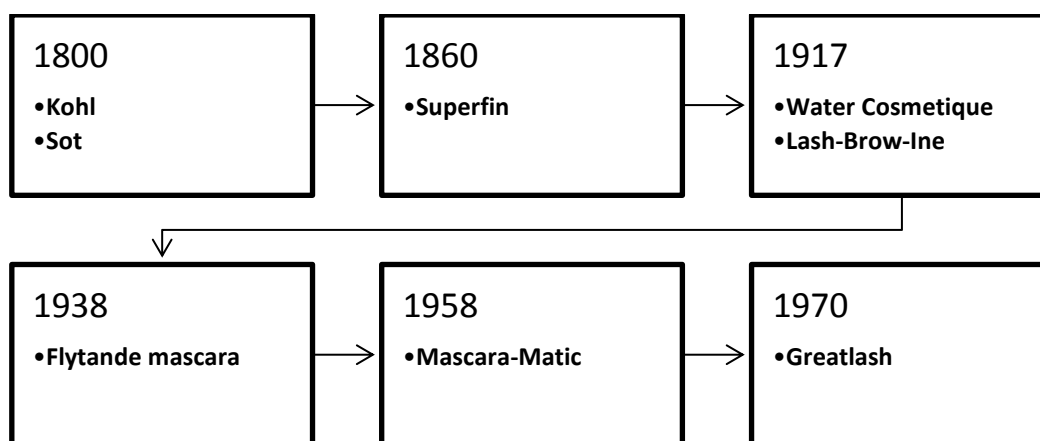 1800
•Kohl
•Sot
1860
•Superfin
1917
•Water Cosmetique
•Lash-Brow-Ine
1938
•Flytande mascara
1958
•Mascara-Matic
1970
•Greatlash